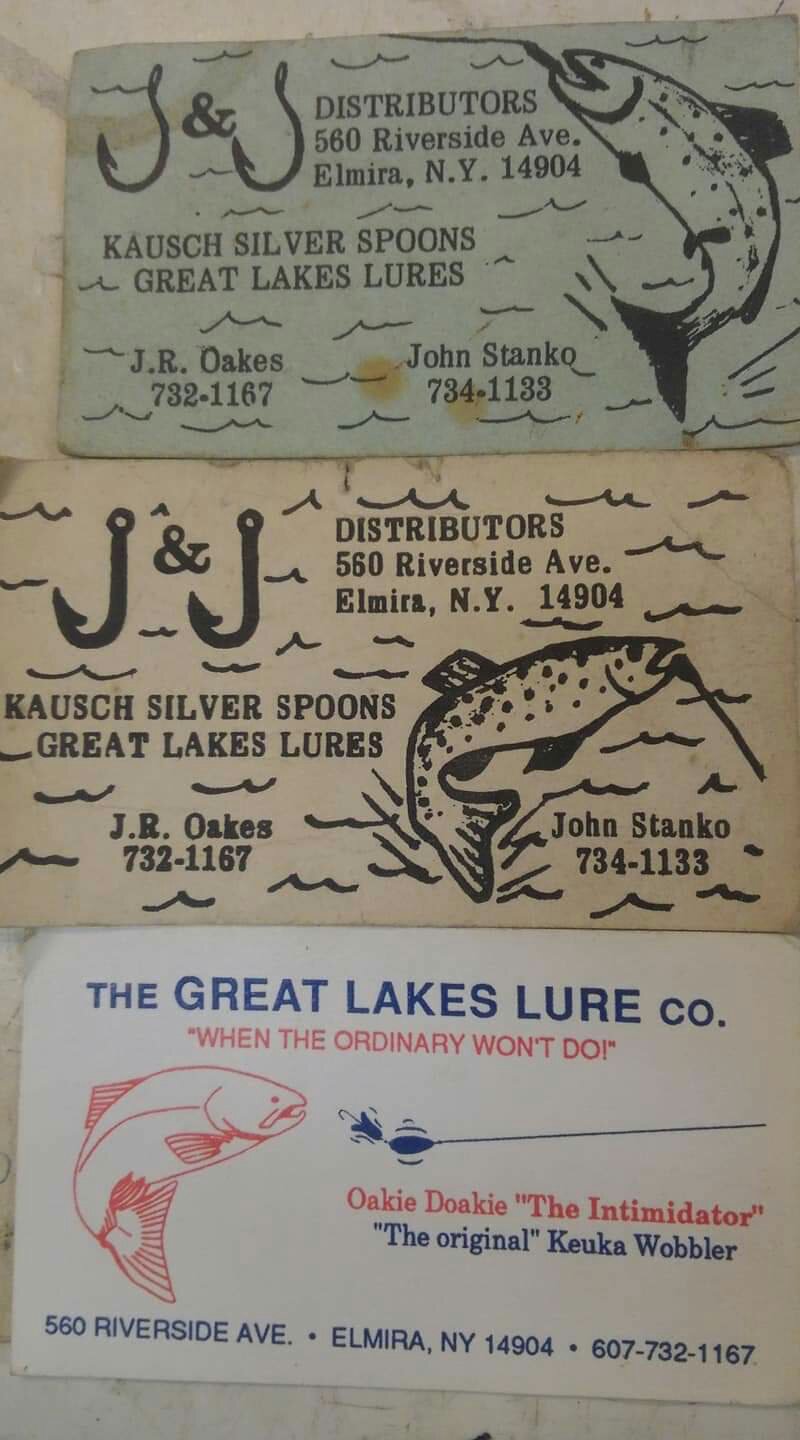 J & J
DISTRIBUTORS
560 Riverside Ave.
Elmira, N.Y. 14904
KAUSCH SILVER SPOONS
GREAT LAKES LURES
J.R. Oakes
732-1167
John Stanko
734-1133
J & J
DISTRIBUTORS
560 Riverside Ave.
Elmira, N.Y. 14904
KAUSCH SILVER SPOONS
GREAT LAKES LURES
J.R. Oakes
732-1167
John Stanko
734-1133
THE GREAT LAKES LURE CO.
"WHEN THE ORDINARY WON'T DO!"
Oakie Doakie "The Intimidator"
"The original" Keuka Wobbler
560 RIVERSIDE AVE. • ELMIRA, NY 14904 • 607-732-1167